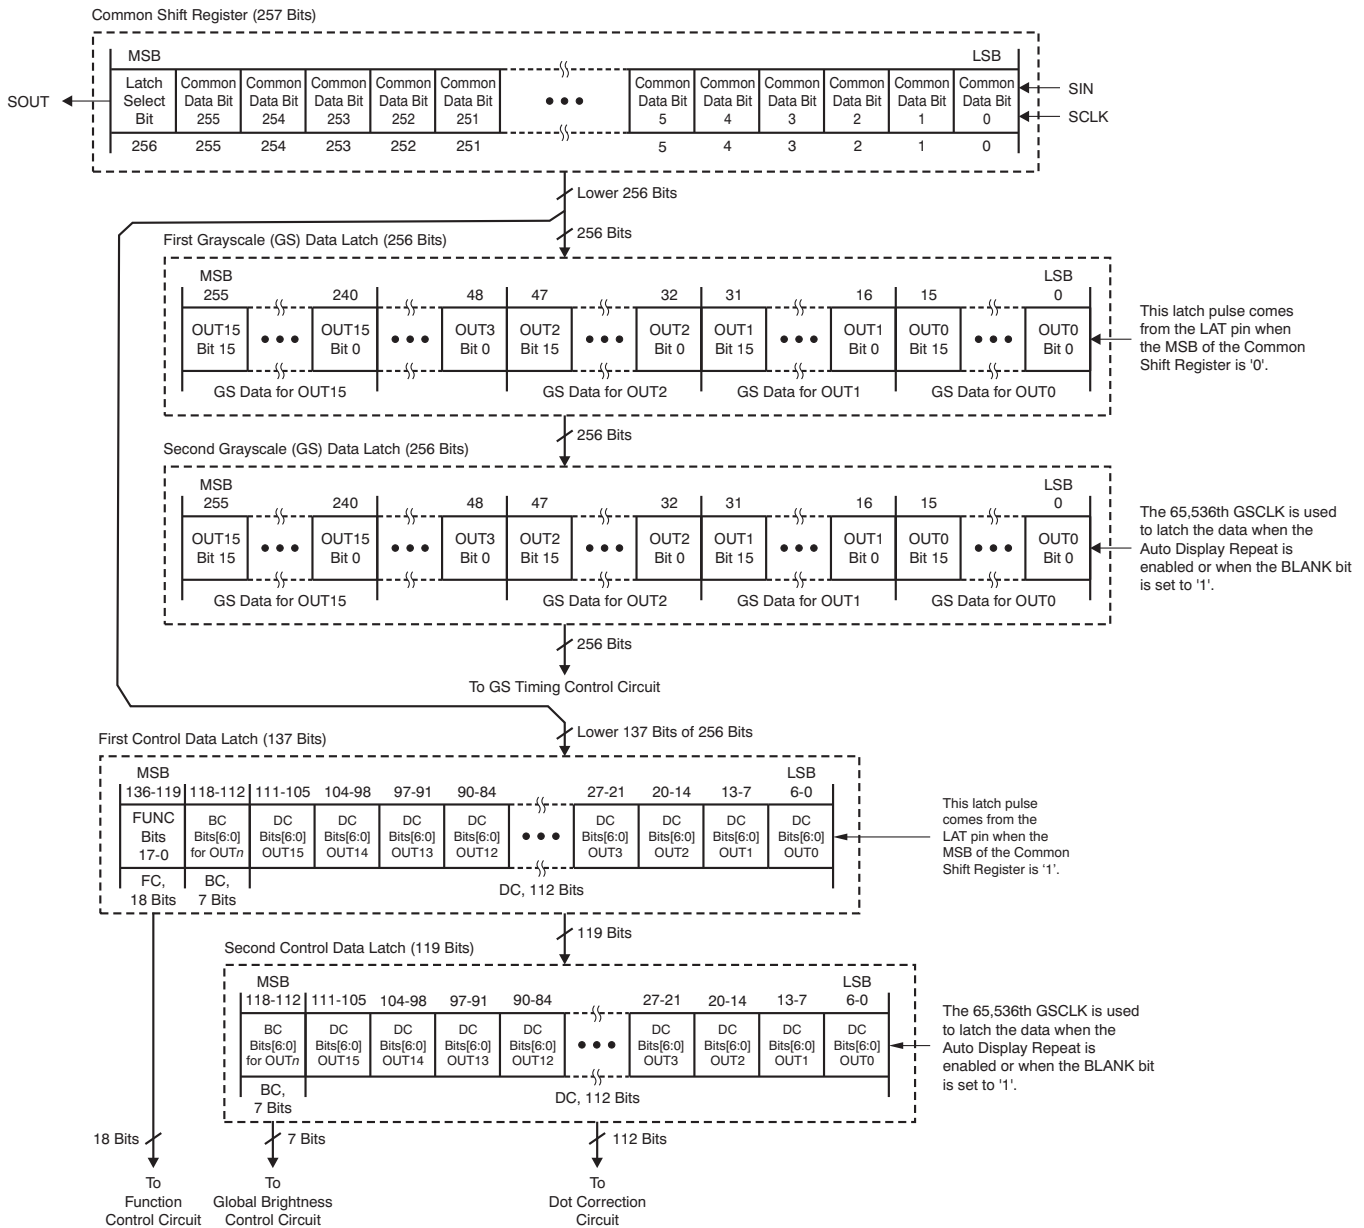 Common Shift Register (257 Bits)
MSB LSB
Latch Select Bit
Common Data Bit 255
Common Data Bit 254
Common Data Bit 253
Common Data Bit 252
Common Data Bit 251
Common Data Bit 5
Common Data Bit 4
Common Data Bit 3
Common Data Bit 2
Common Data Bit 1
Common Data Bit 0
256 255 254 253 252 251 5 4 3 2 1 0
SOUT
SIN
SCLK
Lower 256 Bits
256 Bits
First Grayscale (GS) Data Latch (256 Bits)
MSB LSB
255 240 48 47 32 31 16 15 0
OUT15 Bit 15
OUT15 Bit 0
OUT3 Bit 0
OUT2 Bit 15
OUT2 Bit 0
OUT1 Bit 15
OUT1 Bit 0
OUT0 Bit 15
OUT0 Bit 0
GS Data for OUT15 GS Data for OUT2 GS Data for OUT1 GS Data for OUT0
This latch pulse comes
from the LAT pin when
the MSB of the Common
Shift Register is '0'.
256 Bits
Second Grayscale (GS) Data Latch (256 Bits)
MSB LSB
255 240 48 47 32 31 16 15 0
OUT15 Bit 15
OUT15 Bit 0
OUT3 Bit 0
OUT2 Bit 15
OUT2 Bit 0
OUT1 Bit 15
OUT1 Bit 0
OUT0 Bit 15
OUT0 Bit 0
GS Data for OUT15 GS Data for OUT2 GS Data for OUT1 GS Data for OUT0
The 65,536th GSCLK is used
to latch the data when the
Auto Display Repeat is
enabled or when the BLANK bit
is set to '1'.
256 Bits
To GS Timing Control Circuit
Lower 137 Bits of 256 Bits
First Control Data Latch (137 Bits)
MSB LSB
136-119 118-112 111-105 104-98 97-91 90-84 27-21 20-14 13-7 6-0
FUNC Bits 17-0
BC Bits[6:0] for OUTn
DC Bits[6:0] OUT15
DC Bits[6:0] OUT14
DC Bits[6:0] OUT13
DC Bits[6:0] OUT12
DC Bits[6:0] OUT3
DC Bits[6:0] OUT2
DC Bits[6:0] OUT1
DC Bits[6:0] OUT0
FC, 18 Bits
BC, 7 Bits
DC, 112 Bits
This latch pulse
comes from the
LAT pin when the
MSB of the Common
Shift Register is ‘1’.
119 Bits
Second Control Data Latch (119 Bits)
MSB LSB
118-112 111-105 104-98 97-91 90-84 27-21 20-14 13-7 6-0
BC Bits[6:0] for OUTn
DC Bits[6:0] OUT15
DC Bits[6:0] OUT14
DC Bits[6:0] OUT13
DC Bits[6:0] OUT12
DC Bits[6:0] OUT3
DC Bits[6:0] OUT2
DC Bits[6:0] OUT1
DC Bits[6:0] OUT0
BC, 7 Bits
DC, 112 Bits
The 65,536th GSCLK is used
to latch the data when the
Auto Display Repeat is
enabled or when the BLANK bit
is set to '1'.
18 Bits 7 Bits 112 Bits
To Function Control Circuit
To Global Brightness Control Circuit
To Dot Correction Circuit